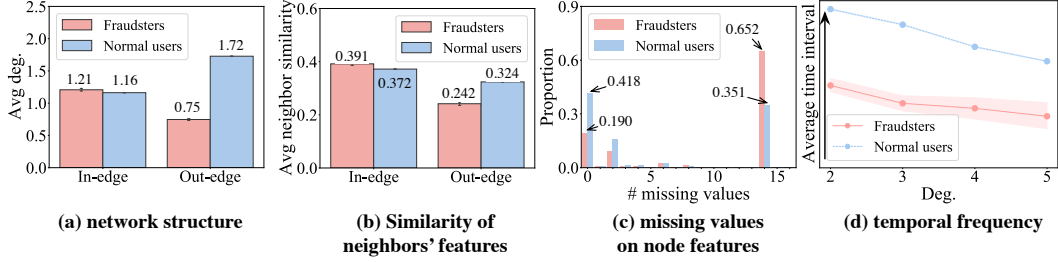 Avg deg.
2.5
2.0
1.5
1.0
0.5
0.0
Fraudsters
Normal users
1.21
1.16
0.75
1.72
In-edge
Out-edge
(a) network structure
Avg neighbor similarity
0.6
0.4
0.2
0.0
Fraudsters
Normal users
0.391
0.372
0.242
0.324
In-edge
Out-edge
(b) Similarity of
neighbors' features
Proportion
0.9
0.6
0.3
0.0
Fraudsters
Normal users
0.652
0.418
0.351
0.190
0
5
10
15
# missing values
(c) missing values
on node features
Average time interval
Fraudsters
Normal users
2
3
4
5
Deg.
(d) temporal frequency